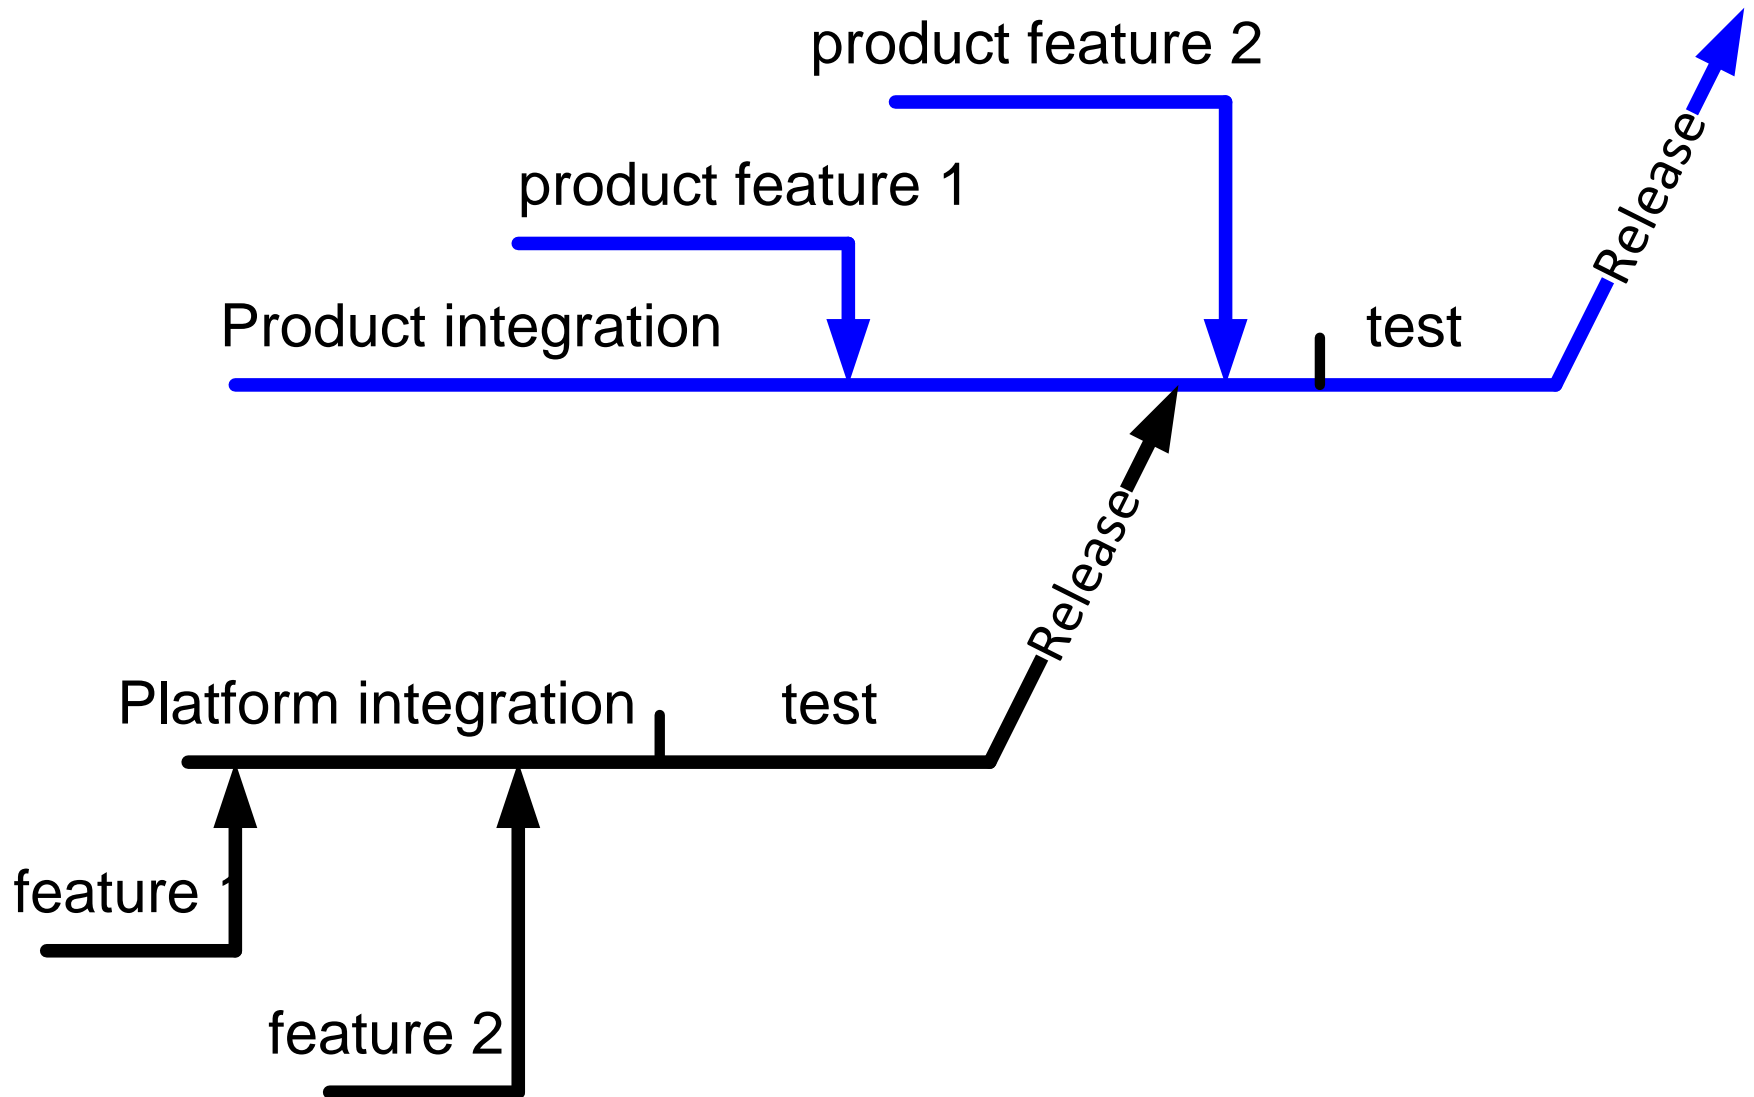 product feature 2
product feature 1
Release
Product integration
test
Release
Platform integration
test
feature 1
feature 2